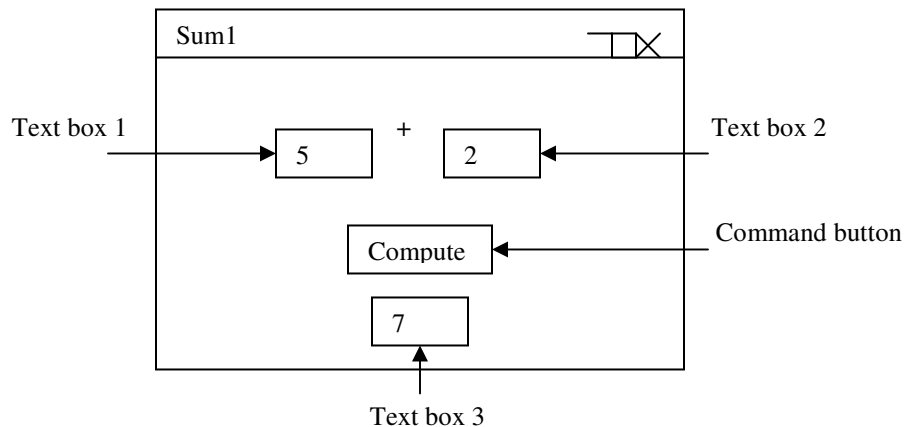 Sum1
Text box 1
+
Text box 2
5
2
Command button
Compute
7
Text box 3